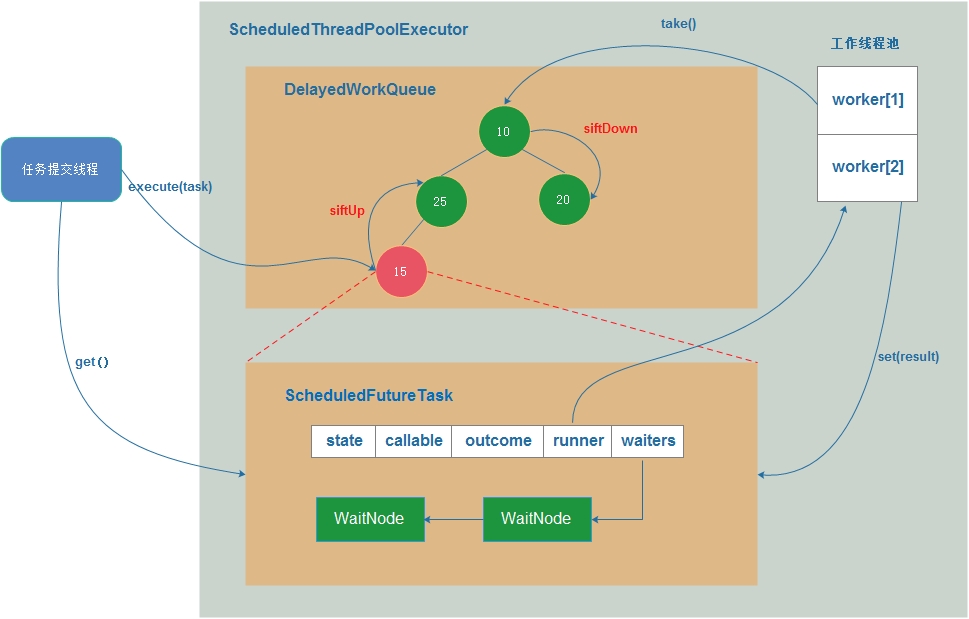 ScheduledThreadPoolExecutor
take()
工作线程池
DelayedWorkQueue
worker[1]
10
siftDown
任务提交线程
execute(task)
worker[2]
siftUp
25
20
15
get()
set(result)
ScheduledFutureTask
state callable outcome runner waiters
WaitNode WaitNode